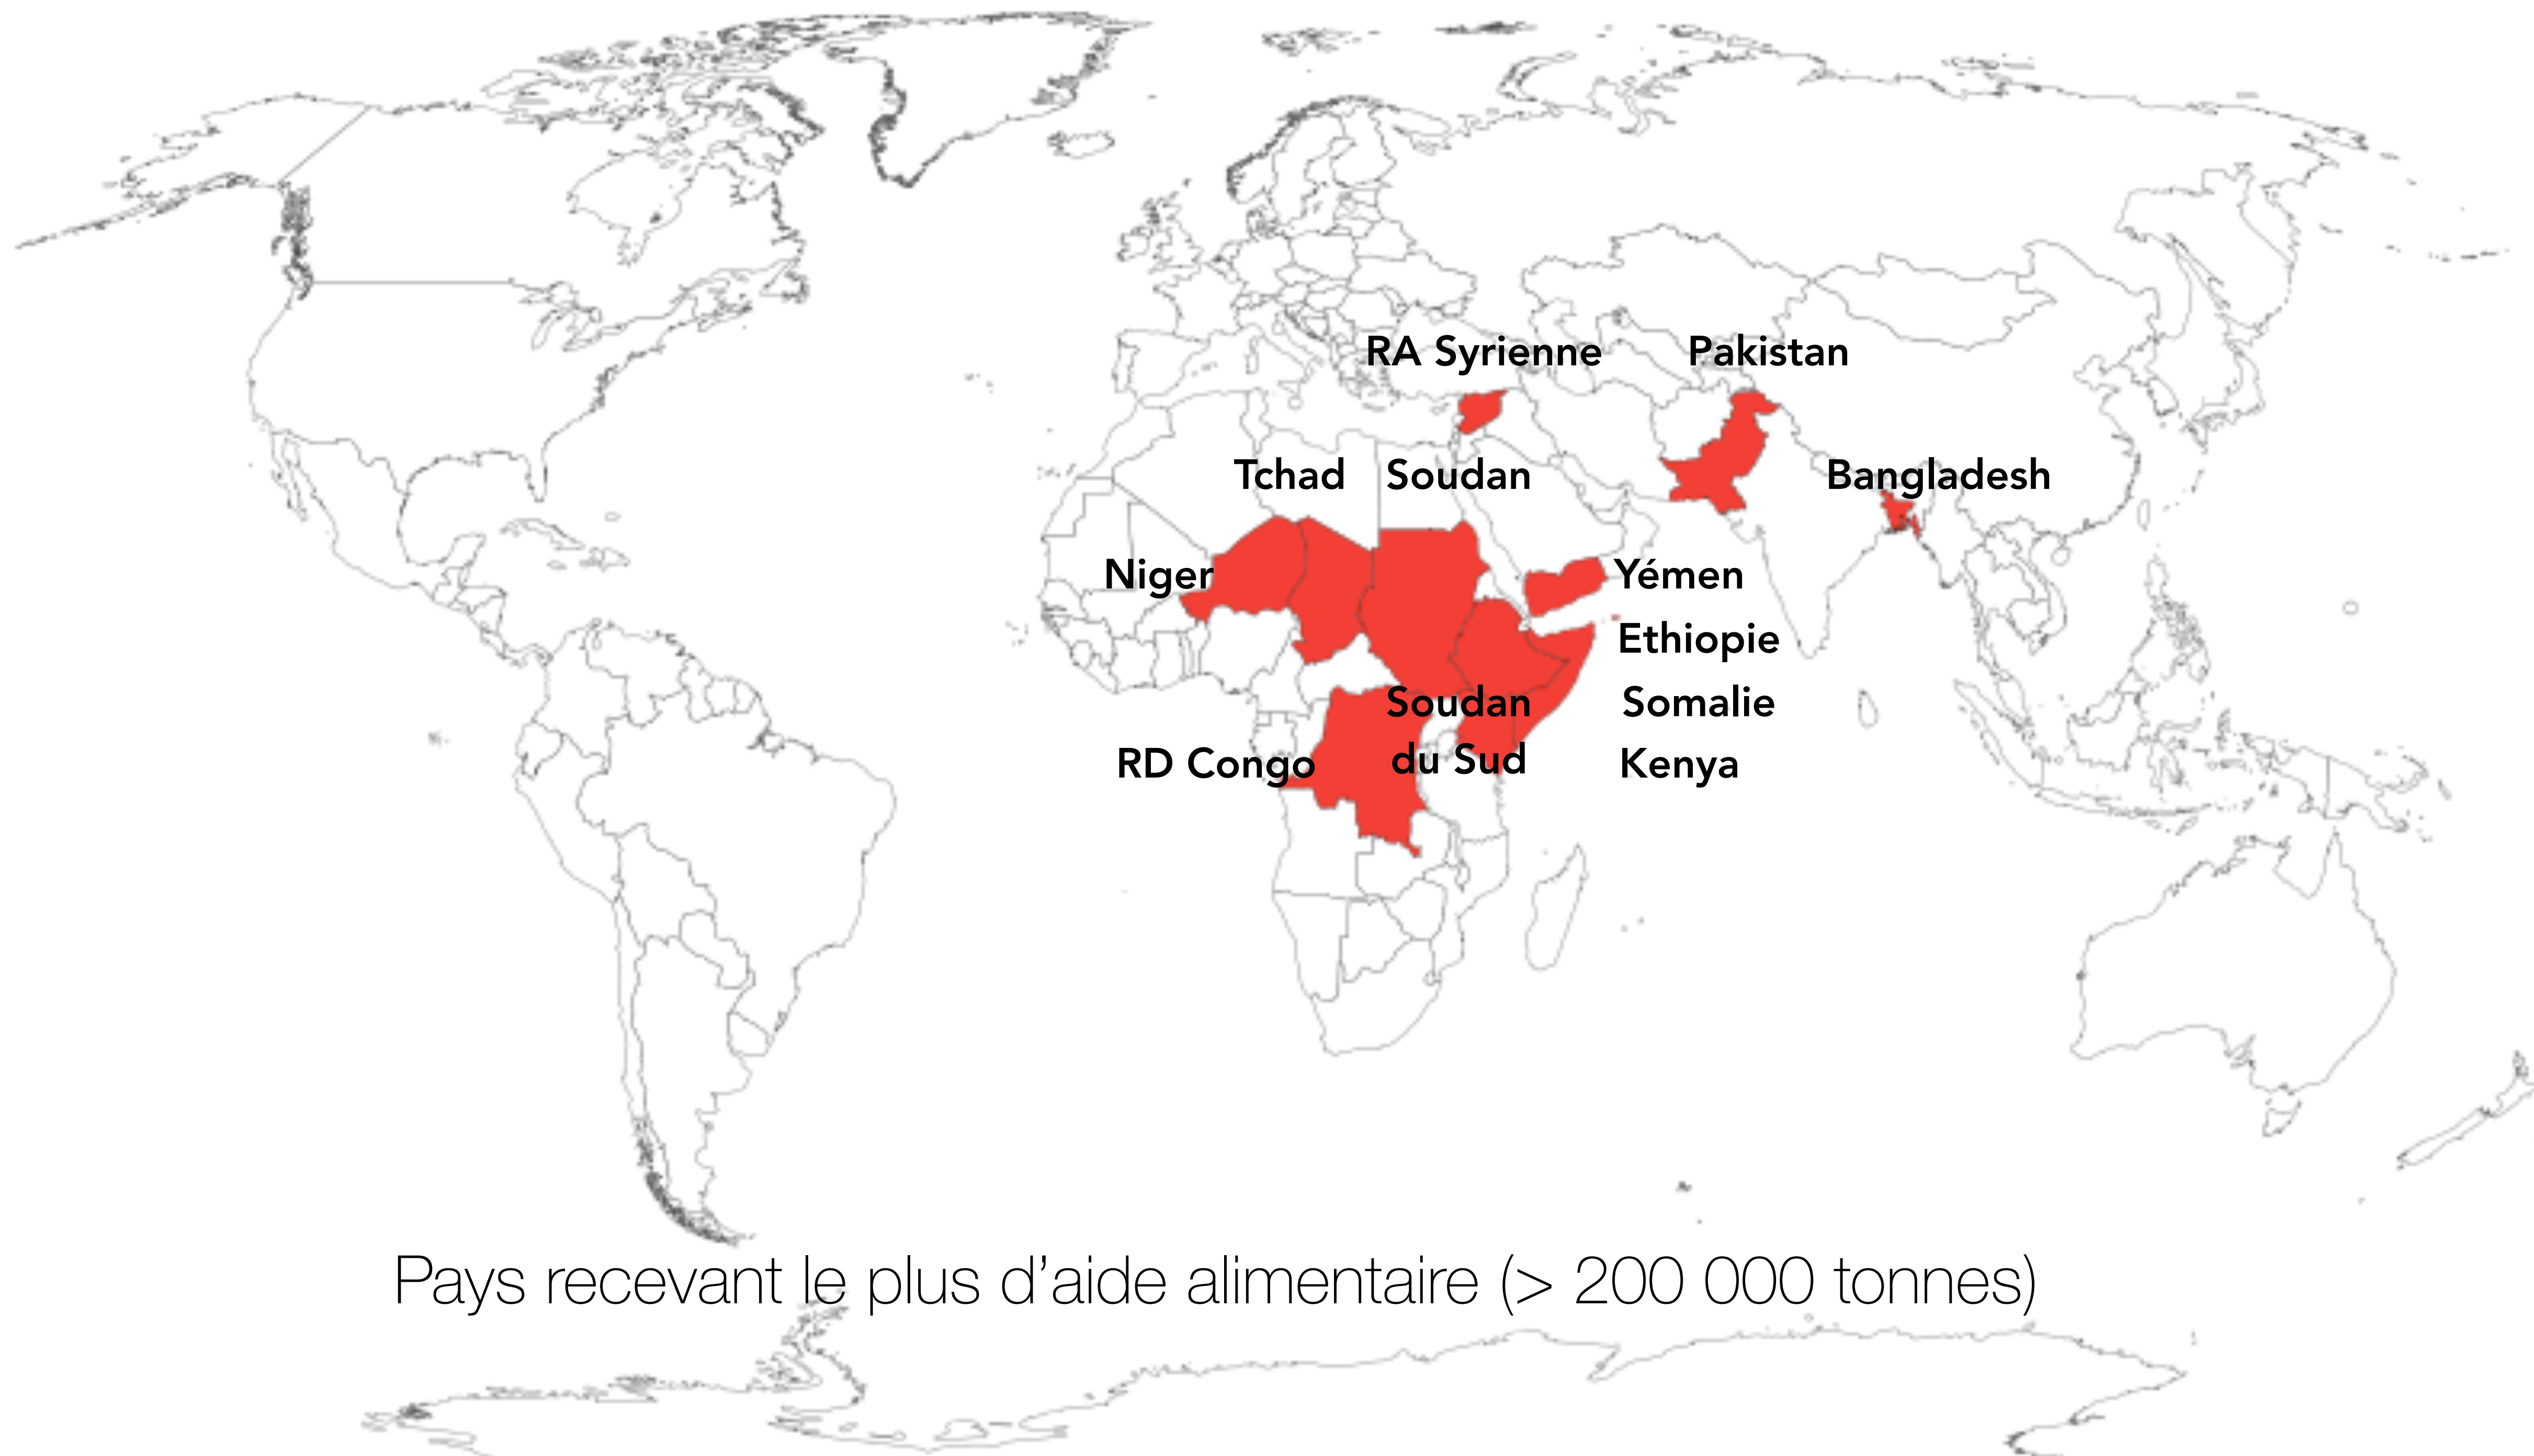 RA Syrienne
Pakistan
Tchad
Soudan
Bangladesh
Niger
Yémen
Ethiopie
Soudan
du Sud
Somalie
RD Congo
Kenya
Pays recevant le plus d’aide alimentaire (> 200 000 tonnes)